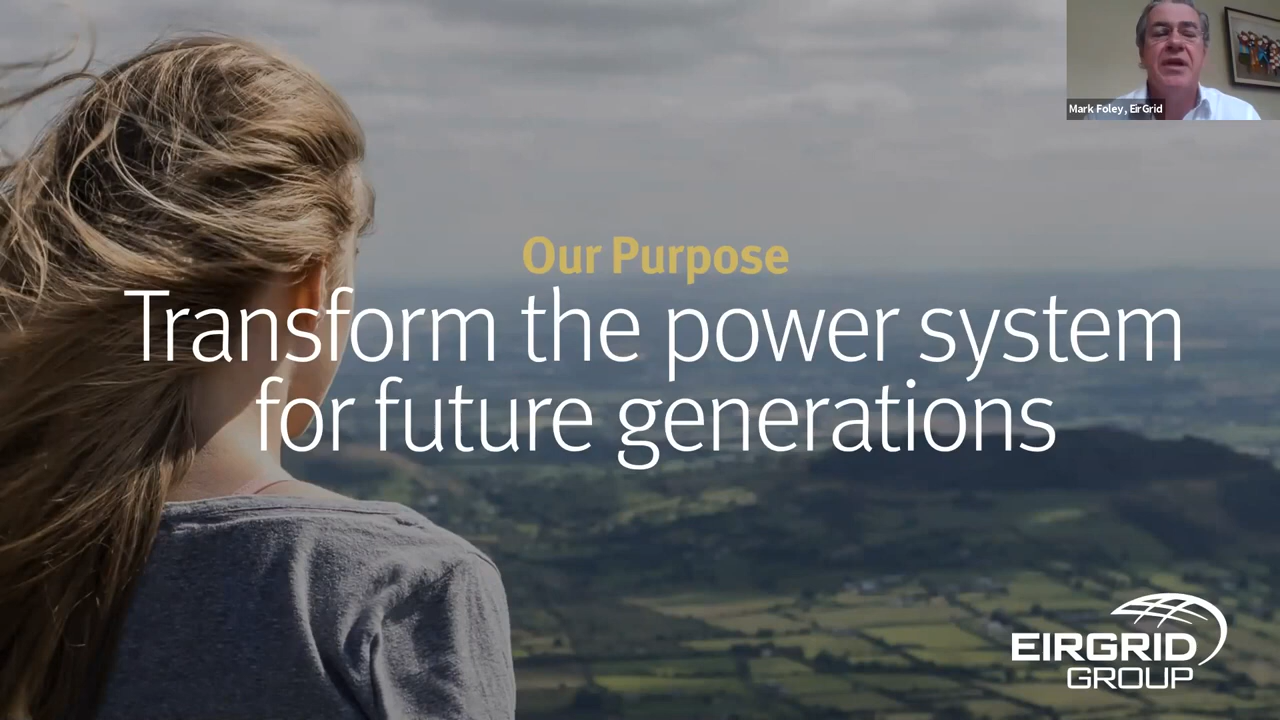 Mark Foley, EirGrid
Our Purpose
Transform the power system
for future generations
EIRGRID
GROUP